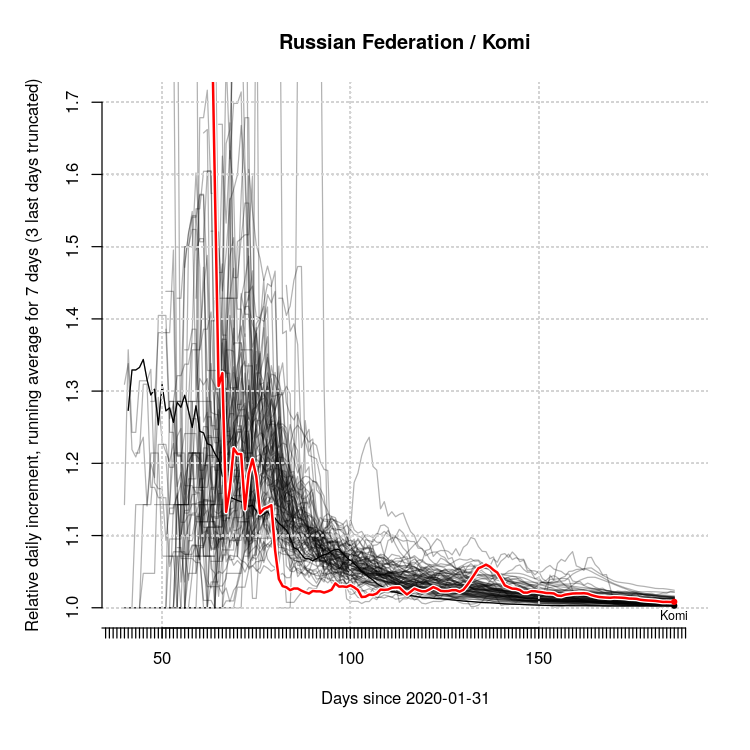 Russian Federation / Komi
Relative daily increment, running average for 7 days (3 last days truncated)
1.7
1.6
1.5
1.4
1.3
1.2
1.1
1.0
Komi
50
100
150
Days since 2020-01-31